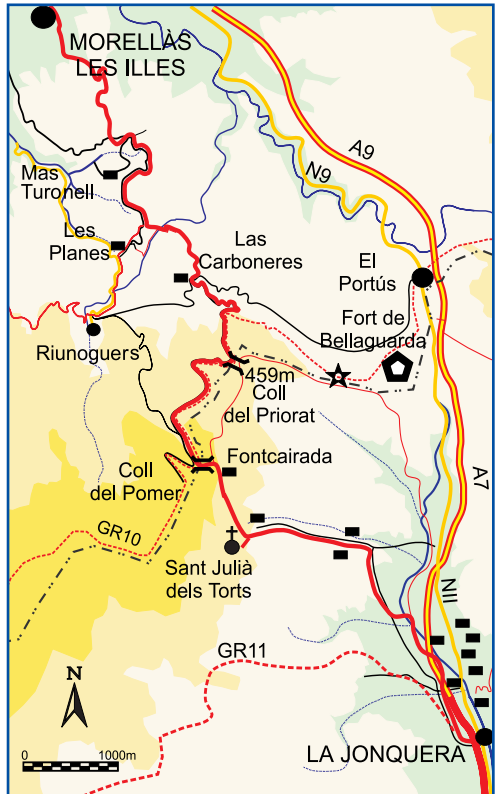 MORELLÀS
LES ILLES
A9
N9
Mas
Turonell
Les
Planes
Las
Carboneres
El
Portús
Fort de
Bellaguarda
Riunoguers
459m
Coll
del Priorat
Fontcairada
Coll
del Pomer
A7
GR10
Sant Julià
dels Torts
NII
GR11
N
0 1000m
LA JONQUERA